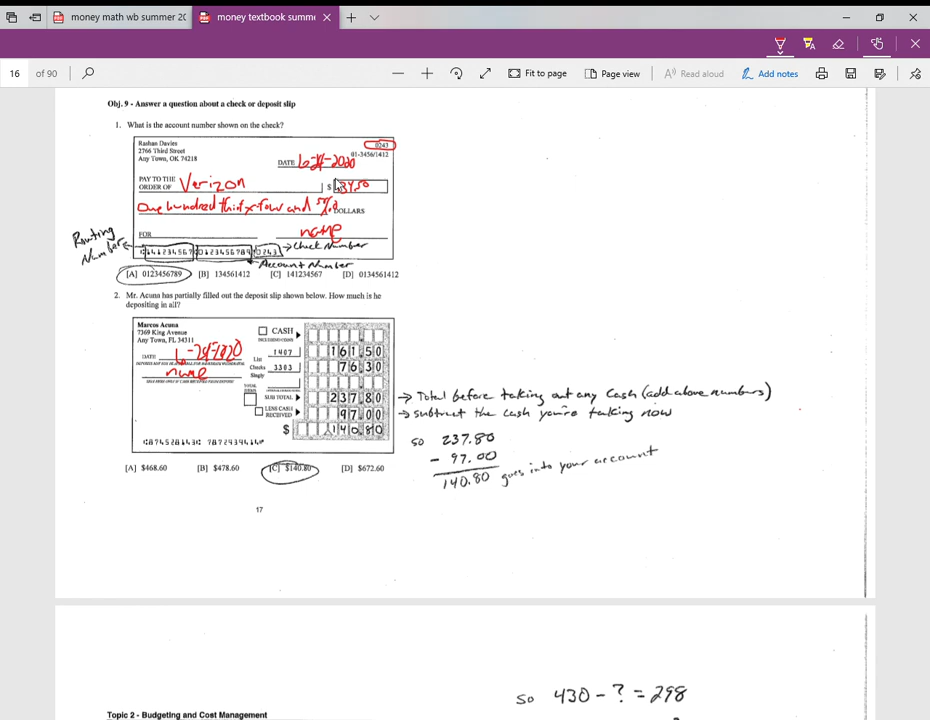 money math wb summer 20
money textbook summe
16 of 90
Fit to page
Page view
Read aloud
Add notes
Obj. 9 - Answer a question about a check or deposit slip
1. What is the account number shown on the check?
Rashan Davies
2766 Third Street
Any Town, OK 74218
0243
01-3456/1412
DATE 6-24-2020
PAY TO THE
ORDER OF Verizon
$ 134.50
One hundred thirty-four and DOLLARS
FOR
name
Routing
Number
141234567 0123456789 0243 → Check Number
Account Number
[A] 0123456789 [B] 134561412 [C] 141234567 [D] 0134561412
2. Mr. Acuna has partially filled out the deposit slip shown below. How much is he
depositing in all?
Marcos Acuna
7369 King Avenue
Any Town, FL 34311
DATE
name
CASH
List
Checks
Singly
1407 161.50
3303 76.30
SUB TOTAL 237.80 → Total before taking out any Cash (add above numbers)
LESS CASH
RECEIVED 97.00 → subtract the cash you're talking now
$ 140.80
so 237.80
- 97.00
140.80 goes into your account
[A] $468.60 [B] $478.60 [C] $140.80 [D] $672.60
17
so 430 - ? = 298
Topic 2 - Budgeting and Cost Management